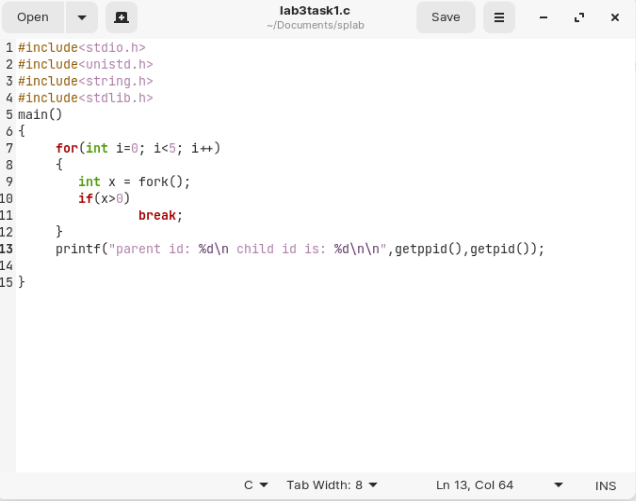 Open
lab3task1.c
~/Documents/splab
Save
1 #include<stdio.h>
2 #include<unistd.h>
3 #include<string.h>
4 #include<stdlib.h>
5 main()
6 {
7 for(int i=0; i<5; i++)
8 {
9 int x = fork();
10 if(x>0)
11 break;
12 }
13 printf("parent id: %d\n child id is: %d\n\n",getppid(),getpid());
14
15 }
C Tab Width: 8 Ln 13, Col 64 INS